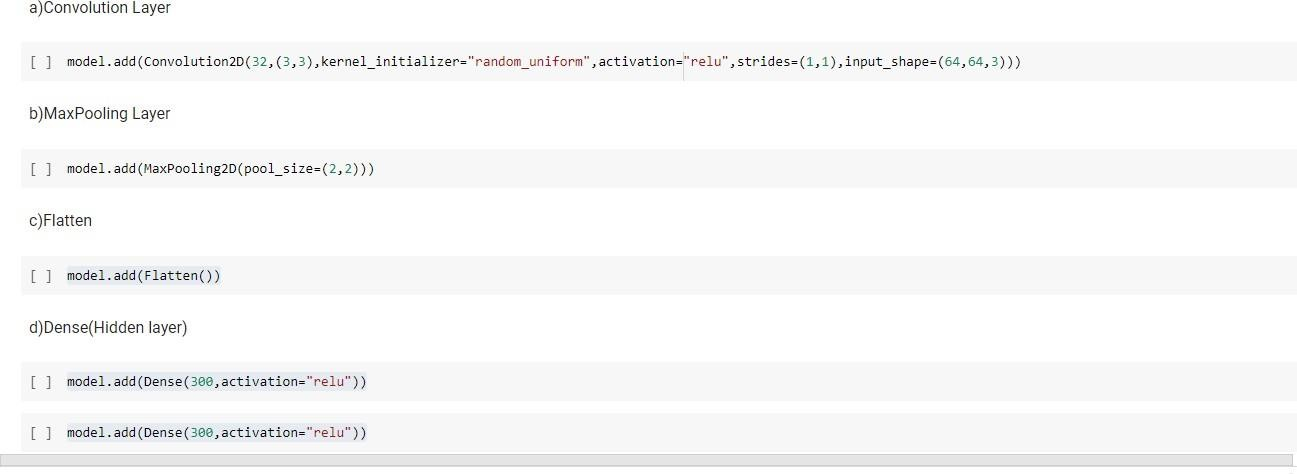 a)Convolution Layer
[ ] model.add(Convolution2D(32,(3,3),kernel_initializer="random_uniform",activation="relu",strides=(1,1),input_shape=(64,64,3)))
b)MaxPooling Layer
[ ] model.add(MaxPooling2D(pool_size=(2,2)))
c)Flatten
[ ] model.add(Flatten())
d)Dense(Hidden layer)
[ ] model.add(Dense(300,activation="relu"))
[ ] model.add(Dense(300,activation="relu"))